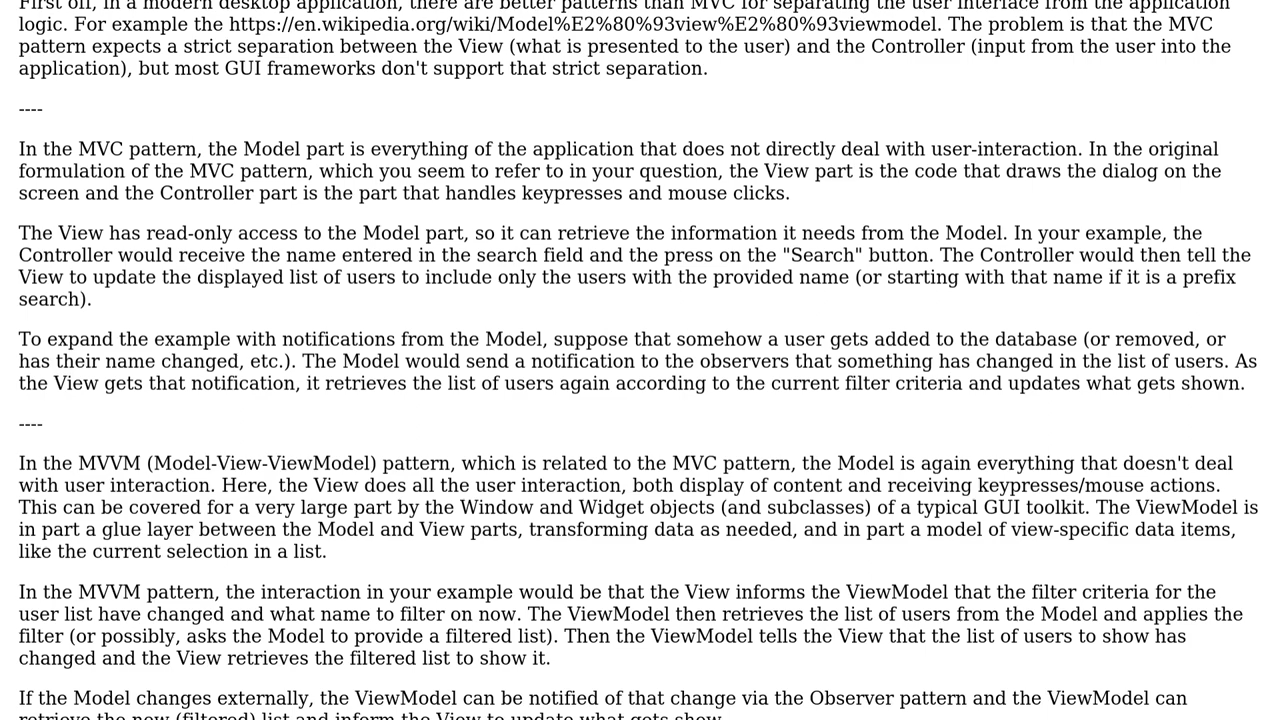 First off, in a modern desktop application, there are better patterns than MVC for separating the user interface from the application
logic. For example the https://en.wikipedia.org/wiki/Model%E2%80%93view%E2%80%93viewmodel. The problem is that the MVC
pattern expects a strict separation between the View (what is presented to the user) and the Controller (input from the user into the
application), but most GUI frameworks don't support that strict separation.
----
In the MVC pattern, the Model part is everything of the application that does not directly deal with user-interaction. In the original
formulation of the MVC pattern, which you seem to refer to in your question, the View part is the code that draws the dialog on the
screen and the Controller part is the part that handles keypresses and mouse clicks.
The View has read-only access to the Model part, so it can retrieve the information it needs from the Model. In your example, the
Controller would receive the name entered in the search field and the press on the "Search" button. The Controller would then tell the
View to update the displayed list of users to include only the users with the provided name (or starting with that name if it is a prefix
search).
To expand the example with notifications from the Model, suppose that somehow a user gets added to the database (or removed, or
has their name changed, etc.). The Model would send a notification to the observers that something has changed in the list of users. As
the View gets that notification, it retrieves the list of users again according to the current filter criteria and updates what gets shown.
----
In the MVVM (Model-View-ViewModel) pattern, which is related to the MVC pattern, the Model is again everything that doesn't deal
with user interaction. Here, the View does all the user interaction, both display of content and receiving keypresses/mouse actions.
This can be covered for a very large part by the Window and Widget objects (and subclasses) of a typical GUI toolkit. The ViewModel is
in part a glue layer between the Model and View parts, transforming data as needed, and in part a model of view-specific data items,
like the current selection in a list.
In the MVVM pattern, the interaction in your example would be that the View informs the ViewModel that the filter criteria for the
user list have changed and what name to filter on now. The ViewModel then retrieves the list of users from the Model and applies the
filter (or possibly, asks the Model to provide a filtered list). Then the ViewModel tells the View that the list of users to show has
changed and the View retrieves the filtered list to show it.
If the Model changes externally, the ViewModel can be notified of that change via the Observer pattern and the ViewModel can
retrieve the new (filtered) list and inform the View to update what gets show.